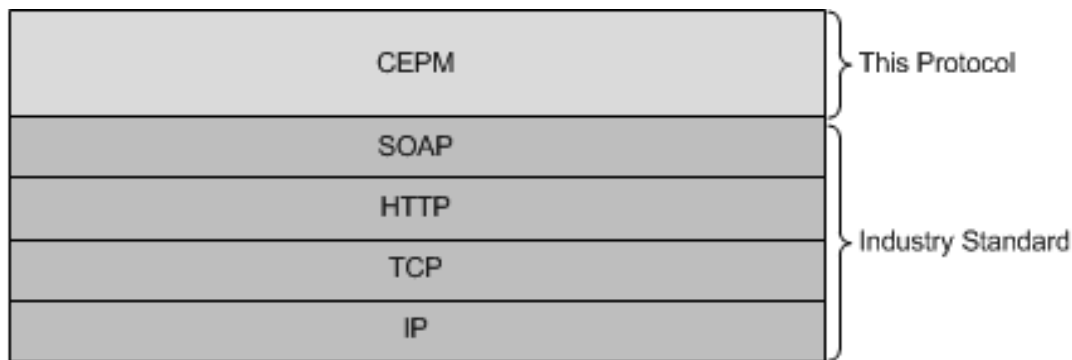 CEPM
This Protocol
SOAP
HTTP
TCP
IP
Industry Standard